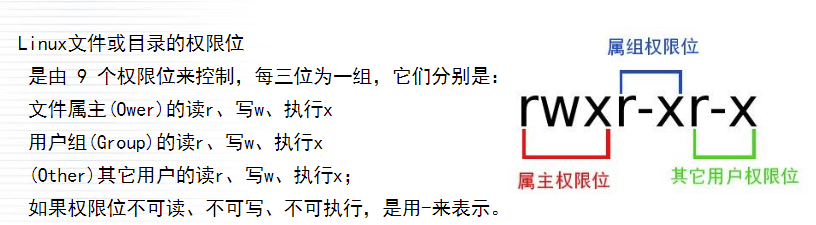 Linux文件或目录的权限位
是由 9 个权限位来控制，每三位为一组，它们分别是：
文件属主(Ower)的读r、写w、执行x
用户组(Group)的读r、写w、执行x
(Other)其它用户的读r、写w、执行x；
如果权限位不可读、不可写、不可执行，是用-来表示。
属组权限位
rwxr-xr-x
属主权限位
其它用户权限位